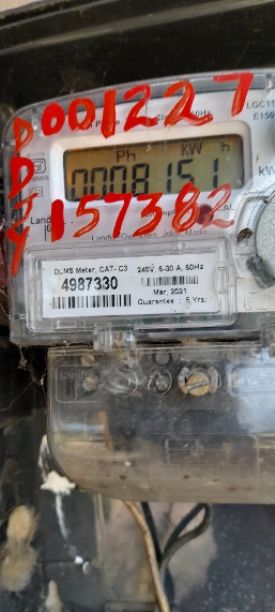 D001227
Ph kW h
0008151
DDJY
157382
DLMS Meter, CAT- C3 240V, 5-30 A, 50Hz
4987330
Mar, 2021
Guarantee : 5 Yrs.